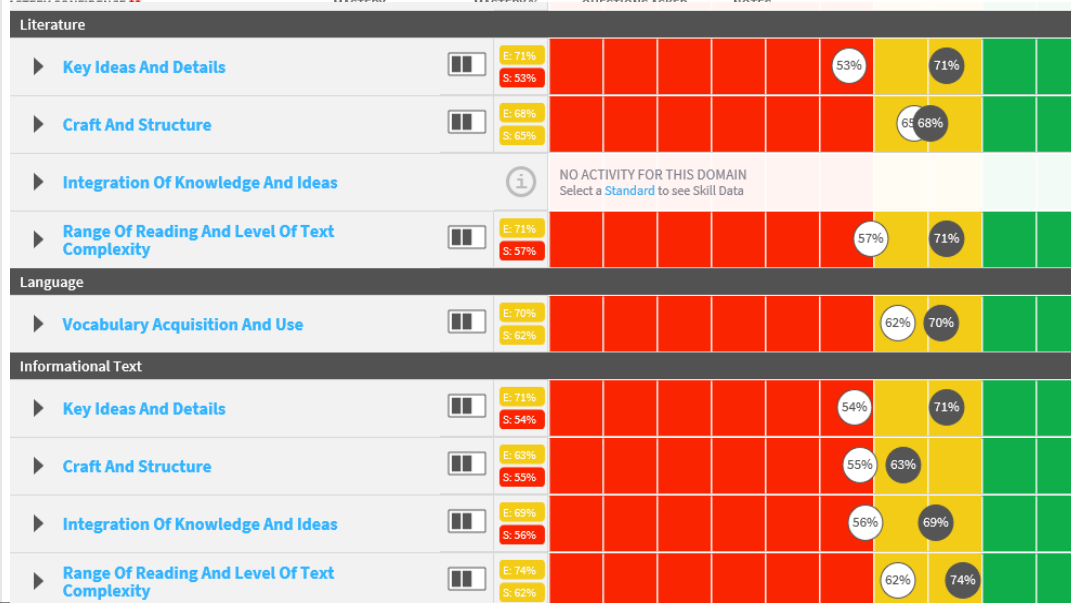 Literature
Key Ideas And Details
E: 71%
S: 53%
53%
71%
Craft And Structure
E: 68%
S: 65%
68%
Integration Of Knowledge And Ideas
i
NO ACTIVITY FOR THIS DOMAIN
Select a Standard to see Skill Data
Range Of Reading And Level Of Text
Complexity
E: 71%
S: 57%
57%
71%
Language
Vocabulary Acquisition And Use
E: 70%
S: 62%
62%
70%
Informational Text
Key Ideas And Details
E: 71%
S: 54%
54%
71%
Craft And Structure
E: 63%
S: 55%
55%
63%
Integration Of Knowledge And Ideas
E: 69%
S: 56%
56%
69%
Range Of Reading And Level Of Text
Complexity
E: 74%
S: 62%
62%
74%